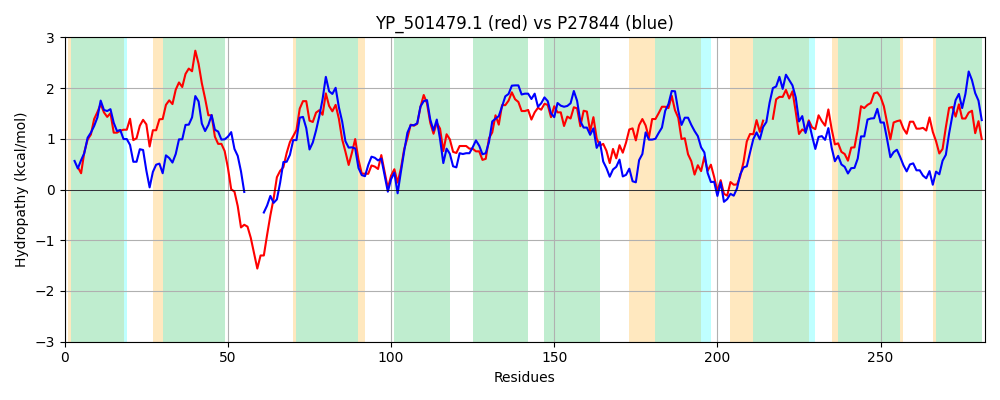 YP_501479.1 (red) vs P27844 (blue)
Hydropathy (kcal/mol)
3
2
1
0
−1
−2
−3
0 50 100 150 200 250
Residues